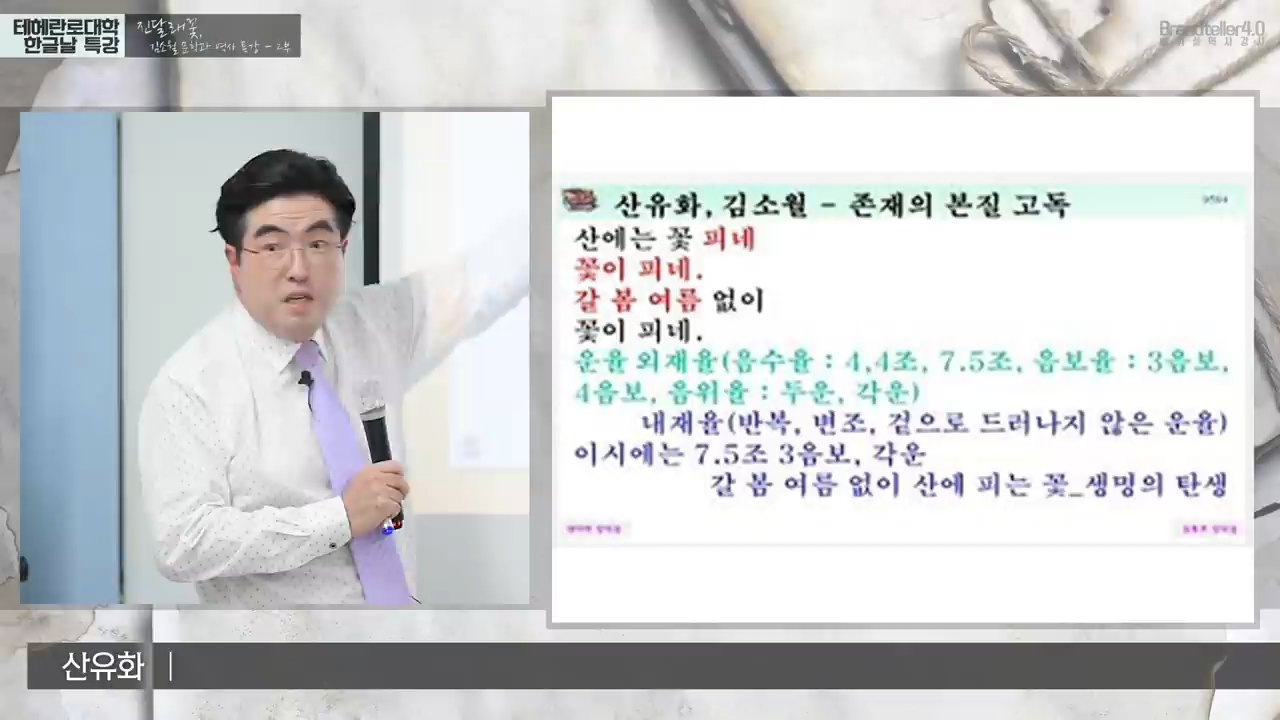 테헤란로대학
한글날 특강
진달래꽃,
김소월 문학과 역사 특강 - 2부
Brandteller4.0
산유화, 김소월 - 존재의 본질 고독
산에는 꽃 피네
꽃이 피네.
갈 봄 여름 없이
꽃이 피네.
운율 외재율(음수율 : 4,4조, 7.5조, 음보율 : 3음보,
4음보, 음위율 : 두운, 각운)
내재율(반복, 변조, 겉으로 드러나지 않은 운율)
이시에는 7.5조 3음보, 각운
갈 봄 여름 없이 산에 피는 꽃_생명의 탄생
산유화